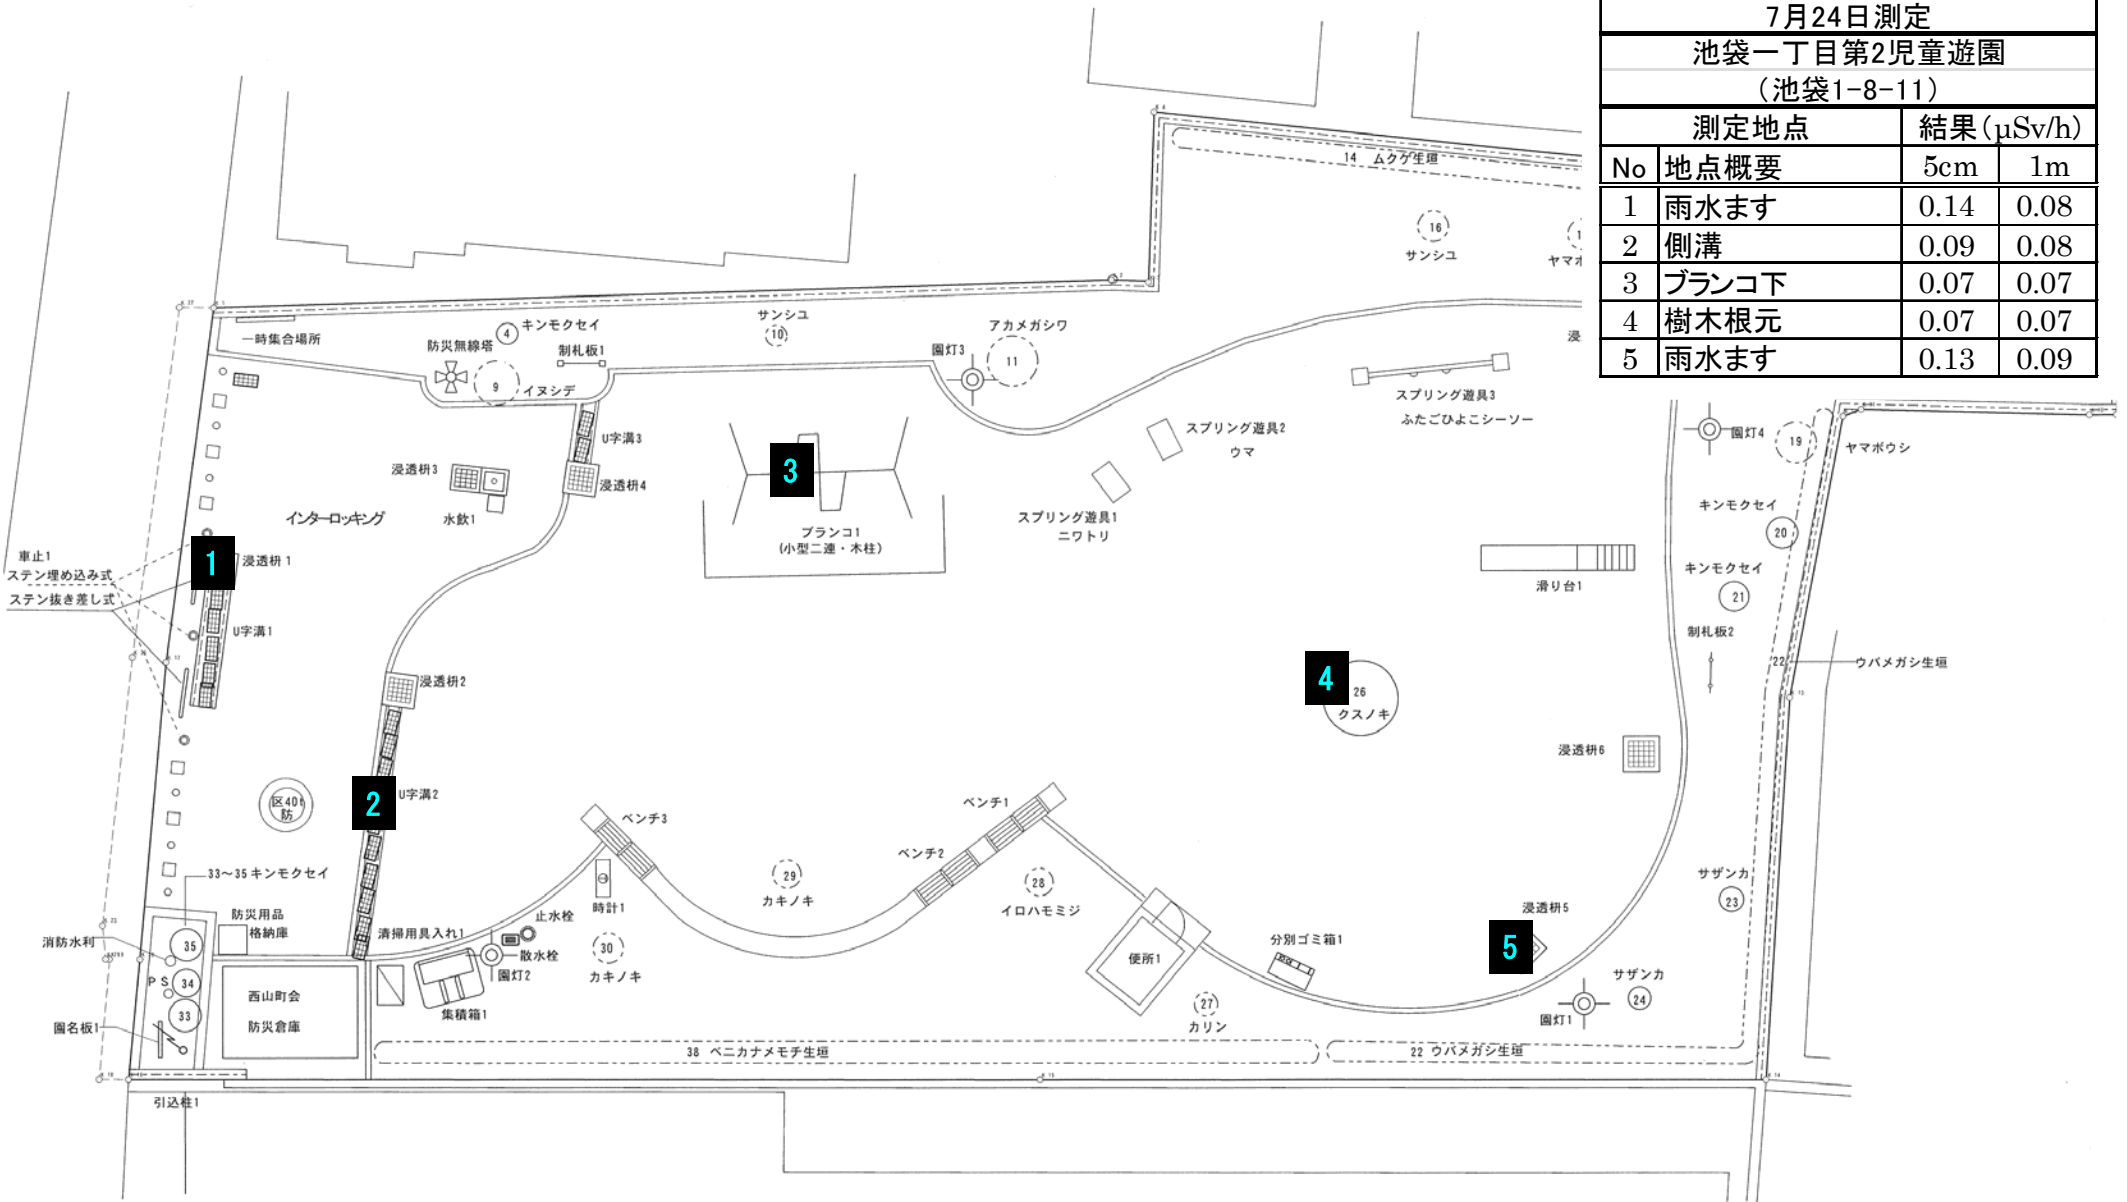 7月24日測定
池袋一丁目第2児童遊園
（池袋1-8-11）
測定地点 結果（μSv/h）
No 地点概要 5cm 1m
1 雨水ます 0.14 0.08
2 側溝 0.09 0.08
3 ブランコ下 0.07 0.07
4 樹木根元 0.07 0.07
5 雨水ます 0.13 0.09
14 ムクゲ生垣
16
サンシュ
ヤマボ
一時集合場所
4 キンモクセイ
防災無線塔
制札板1
9 イヌシデ
サンシュ
10
アカメガシワ
11
園灯3
浸
スプリング遊具3
ふたごひよこシーソー
スプリング遊具2
ウマ
スプリング遊具1
ニワトリ
園灯4
19
ヤマボウシ
U字溝3
浸透枡3
浸透枡4
水飲1
インターロッキング
3
ブランコ1
(小型二連・木柱)
キンモクセイ
20
キンモクセイ
21
滑り台1
制札板2
22
ウバメガシ生垣
車止1
ステン埋め込み式
ステン抜き差し式
1
浸透枡1
U字溝1
浸透枡2
4
26
クスノキ
浸透枡6
区40t
防
2
U字溝2
ベンチ3
ベンチ1
ベンチ2
29
カキノキ
28
イロハモミジ
時計1
33～35 キンモクセイ
防災用品
格納庫
清掃用具入れ1
止水栓
散水栓
園灯2
30
カキノキ
サザンカ
23
浸透枡5
5
分別ゴミ箱1
便所1
サザンカ
24
園灯1
27
カリン
消防水利
35
PS
34
33
園名板1
西山町会
防災倉庫
集積箱1
38 ベニカナメモチ生垣
22 ウバメガシ生垣
引込柱1